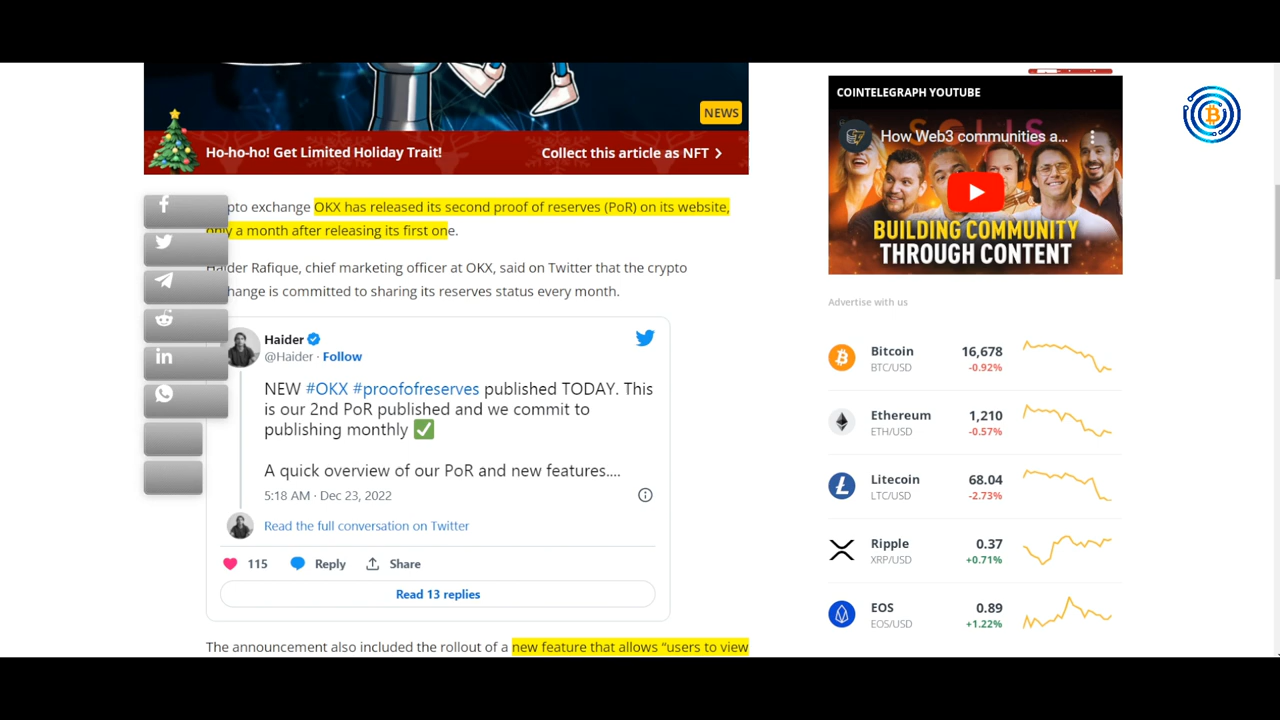 NEWS
Ho-ho-ho! Get Limited Holiday Trait!
Collect this article as NFT
pto exchange OKX has released its second proof of reserves (PoR) on its website,
only a month after releasing its first one.
Haider Rafique, chief marketing officer at OKX, said on Twitter that the crypto
hange is committed to sharing its reserves status every month.
Haider
@Haider · Follow
NEW #OKX #proofofreserves published TODAY. This
is our 2nd PoR published and we commit to
publishing monthly ✅
A quick overview of our PoR and new features....
5:18 AM · Dec 23, 2022
Read the full conversation on Twitter
115
Reply
Share
Read 13 replies
The announcement also included the rollout of a new feature that allows “users to view
COINTELEGRAPH YOUTUBE
How Web3 communities a...
BUILDING COMMUNITY
THROUGH CONTENT
Advertise with us
Bitcoin 16,678
BTC/USD -0.92%
Ethereum 1,210
ETH/USD -0.57%
Litecoin 68.04
LTC/USD -2.73%
Ripple 0.37
XRP/USD +0.71%
EOS 0.89
EOS/USD +1.22%